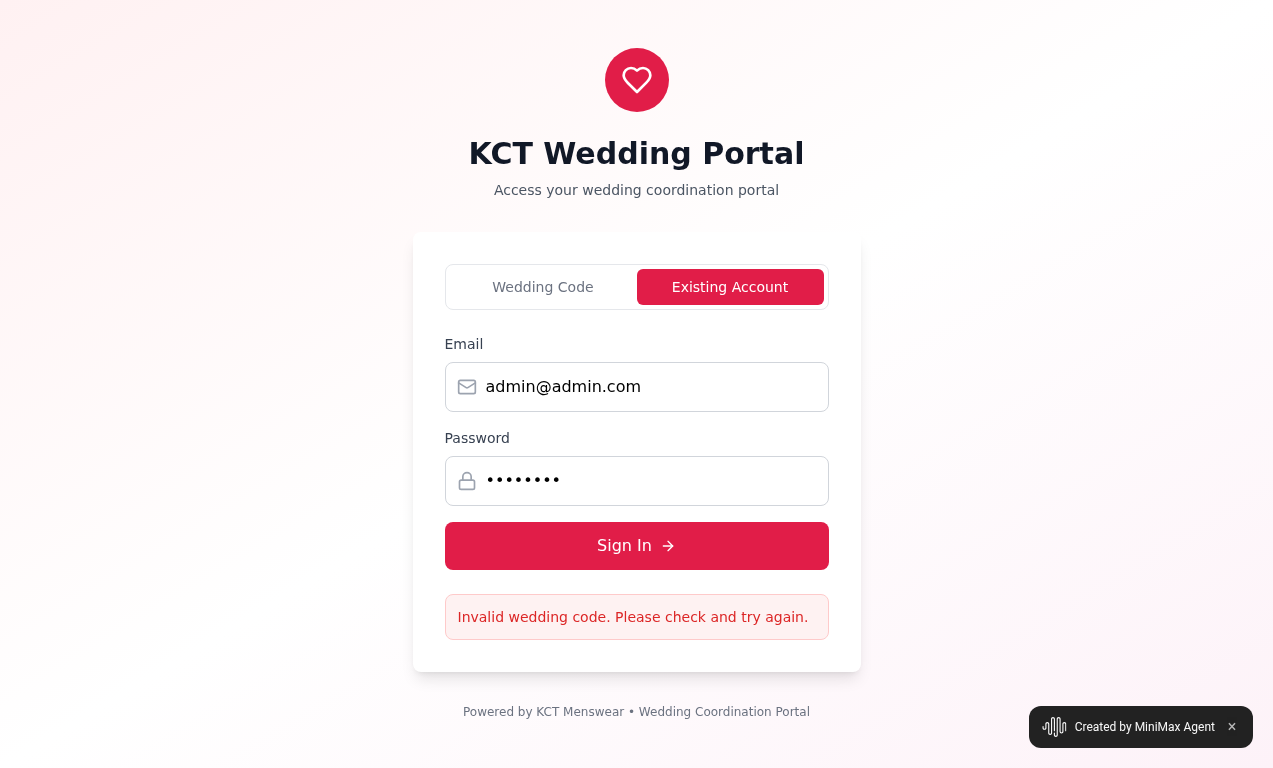 KCT Wedding Portal
Access your wedding coordination portal
Wedding Code
Existing Account
Email
admin@admin.com
Password
••••••••
Sign In →
Invalid wedding code. Please check and try again.
Powered by KCT Menswear • Wedding Coordination Portal
Created by MiniMax Agent ×